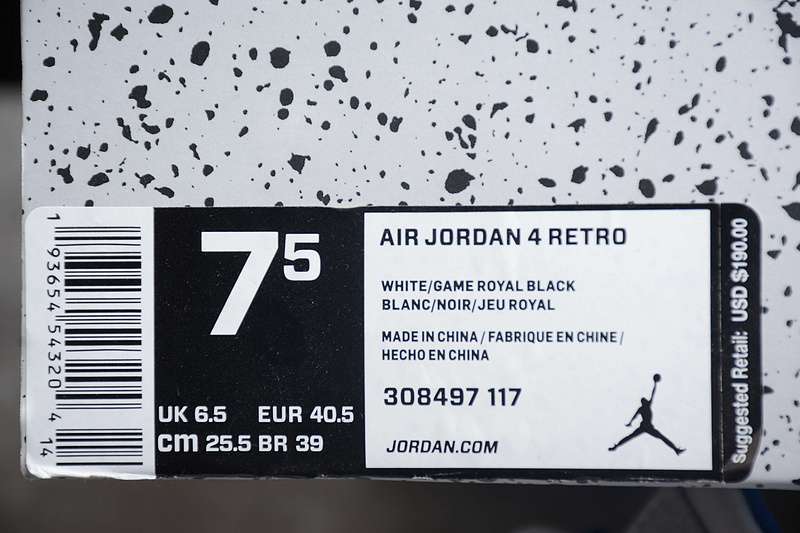 1 93654 54320 4 14
7 5
UK 6.5 EUR 40.5
cm 25.5 BR 39
AIR JORDAN 4 RETRO
WHITE/GAME ROYAL BLACK
BLANC/NOIR/JEU ROYAL
MADE IN CHINA / FABRIQUE EN CHINE /
HECHO EN CHINA
308497 117
JORDAN.COM
Suggested Retail: USD $190.00